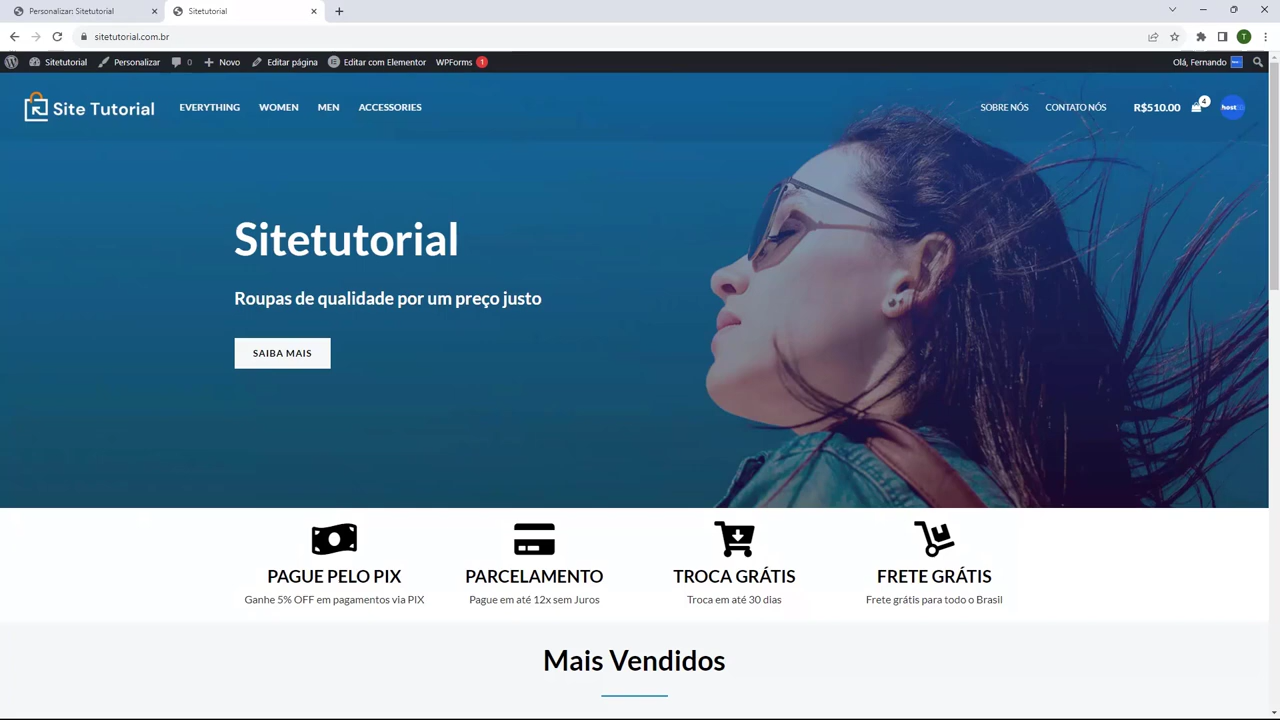 Personalizar: Sitetutorial
Sitetutorial
sitetutorial.com.br
T
Sitetutorial
Personalizar
0
Novo
Editar página
Editar com Elementor
WPForms 1
Olá, Fernando
Site Tutorial
EVERYTHING
WOMEN
MEN
ACCESSORIES
SOBRE NÓS
CONTATO NÓS
R$510.00
4
host
Sitetutorial
Roupas de qualidade por um preço justo
SAIBA MAIS
PAGUE PELO PIX
Ganhe 5% OFF em pagamentos via PIX
PARCELAMENTO
Pague em até 12x sem Juros
TROCA GRÁTIS
Troca em até 30 dias
FRETE GRÁTIS
Frete grátis para todo o Brasil
Mais Vendidos